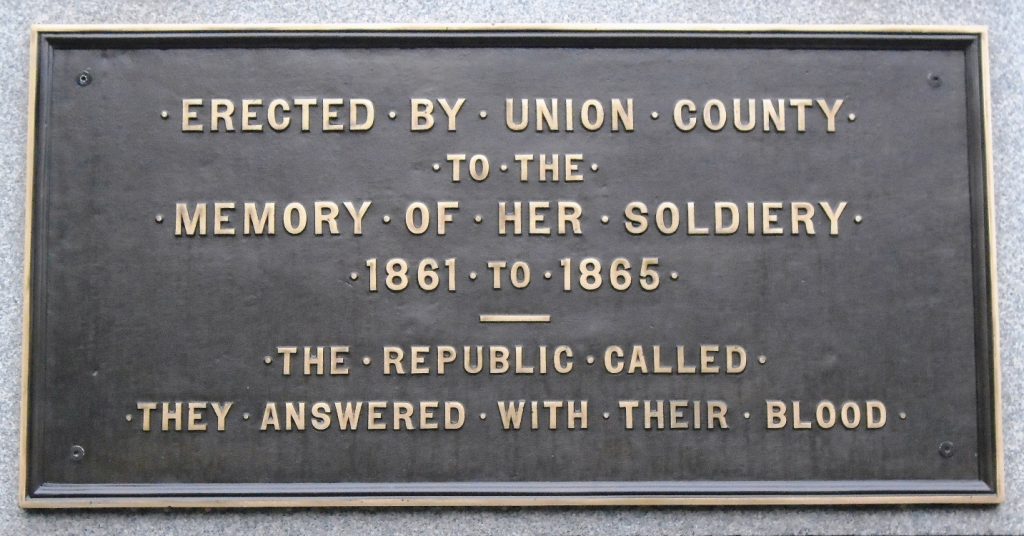 ·ERECTED·BY·UNION·COUNTY·
·TO·THE·
·MEMORY·OF·HER·SOLDIERY·
·1861·TO·1865·
·THE·REPUBLIC·CALLED·
·THEY·ANSWERED·WITH·THEIR·BLOOD·